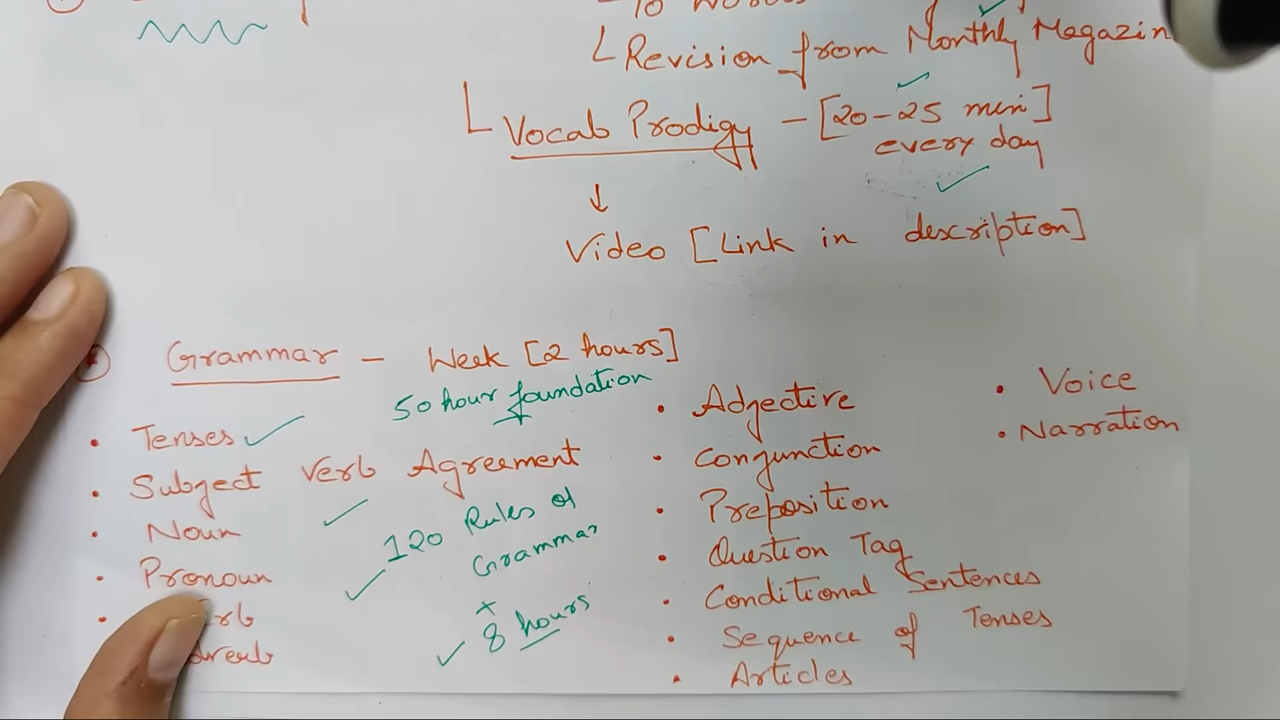 Revision from Monthly Magazin
Vocab Prodigy - [20-25 min]
every day
↓
Video [Link in description]
Grammar - Week [2 hours]
50 hour foundation
• Tenses
• Subject Verb Agreement
• Noun
• Pronoun
120 Rules of
Grammar
+
8 hours
• Adjective
• Conjunction
• Preposition
• Question Tag
• Conditional Sentences
• Sequence of Tenses
• Articles
• Voice
• Narration